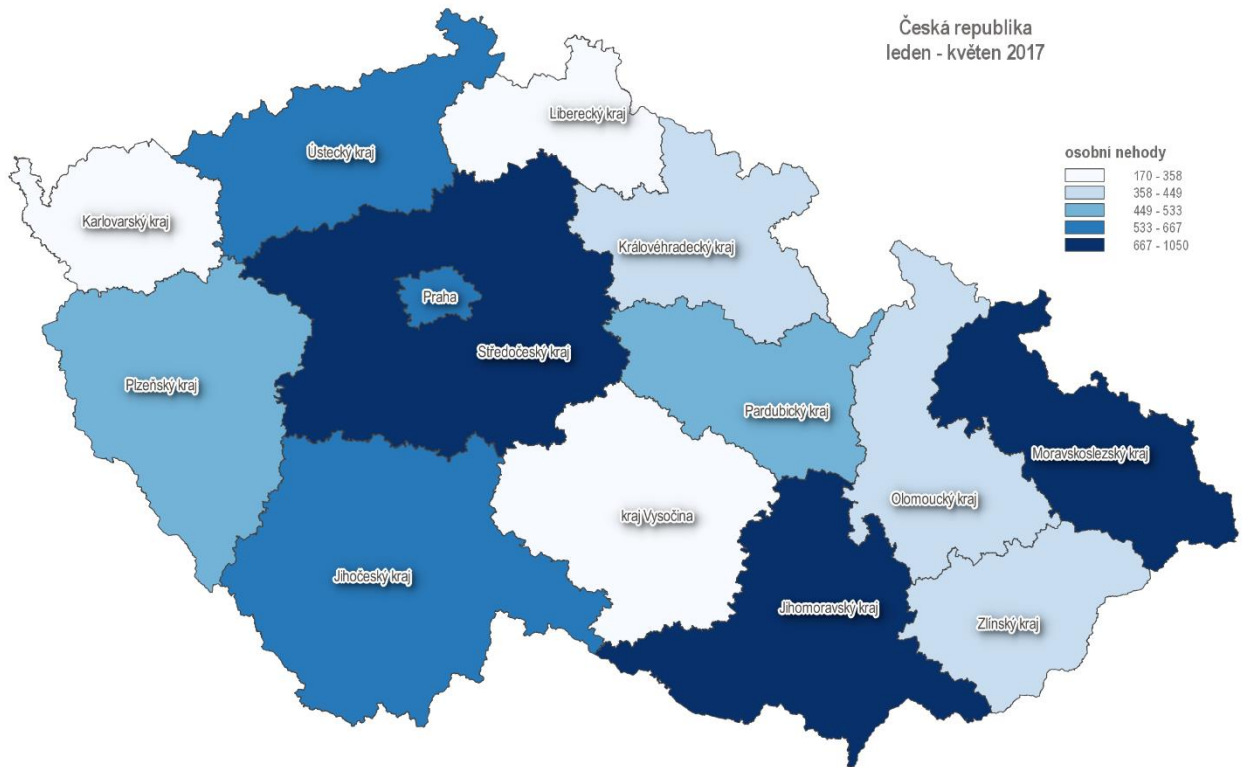 Česká republika
leden - květen 2017
Liberecký kraj
Ústecký kraj
osobní nehody
170 - 358
358 - 449
449 - 533
533 - 667
667 - 1050
Karlovarský kraj
Královéhradecký kraj
Praha
Středočeský kraj
Plzeňský kraj
Pardubický kraj
Moravskoslezský kraj
Olomoucký kraj
kraj Vysočina
Jihočeský kraj
Jihomoravský kraj
Zlínský kraj